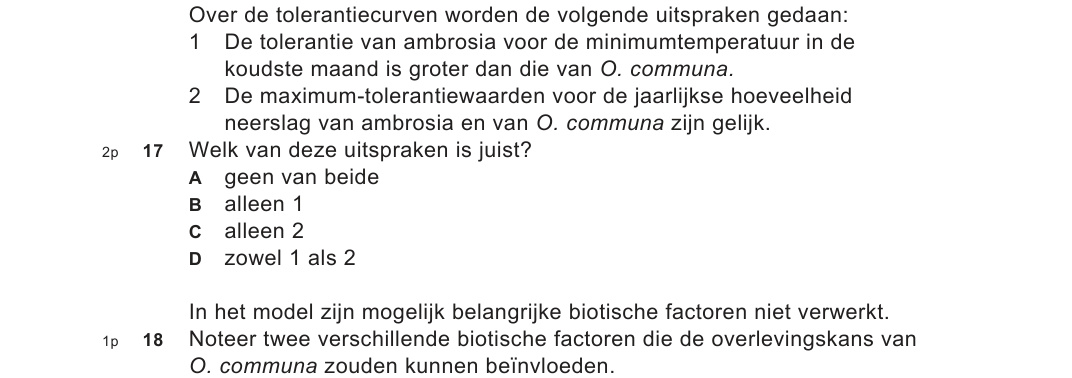 Over de tolerantiecurven worden de volgende uitspraken gedaan:
1 De tolerantie van ambrosia voor de minimumtemperatuur in de
koudste maand is groter dan die van O. communa.
2 De maximum-tolerantiewaarden voor de jaarlijkse hoeveelheid
neerslag van ambrosia en van O. communa zijn gelijk.
2p 17 Welk van deze uitspraken is juist?
A geen van beide
B alleen 1
C alleen 2
D zowel 1 als 2
In het model zijn mogelijk belangrijke biotische factoren niet verwerkt.
1p 18 Noteer twee verschillende biotische factoren die de overlevingskans van
O. communa zouden kunnen beïnvloeden.